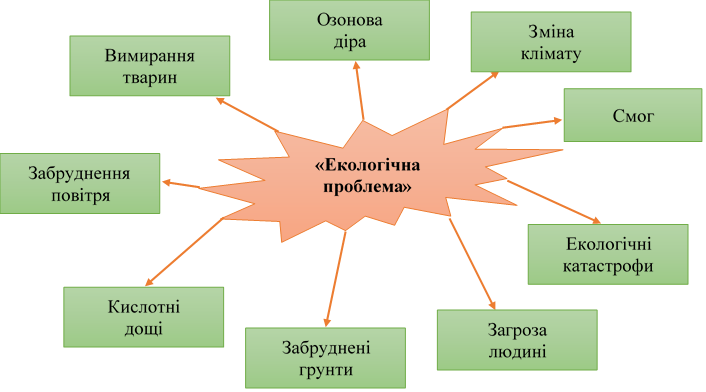 Озонова
діра
Зміна
клімату
Вимирання
тварин
Смог
«Екологічна
проблема»
Забруднення
повітря
Екологічні
катастрофи
Кислотні
дощі
Загроза
людині
Забруднені
грунти